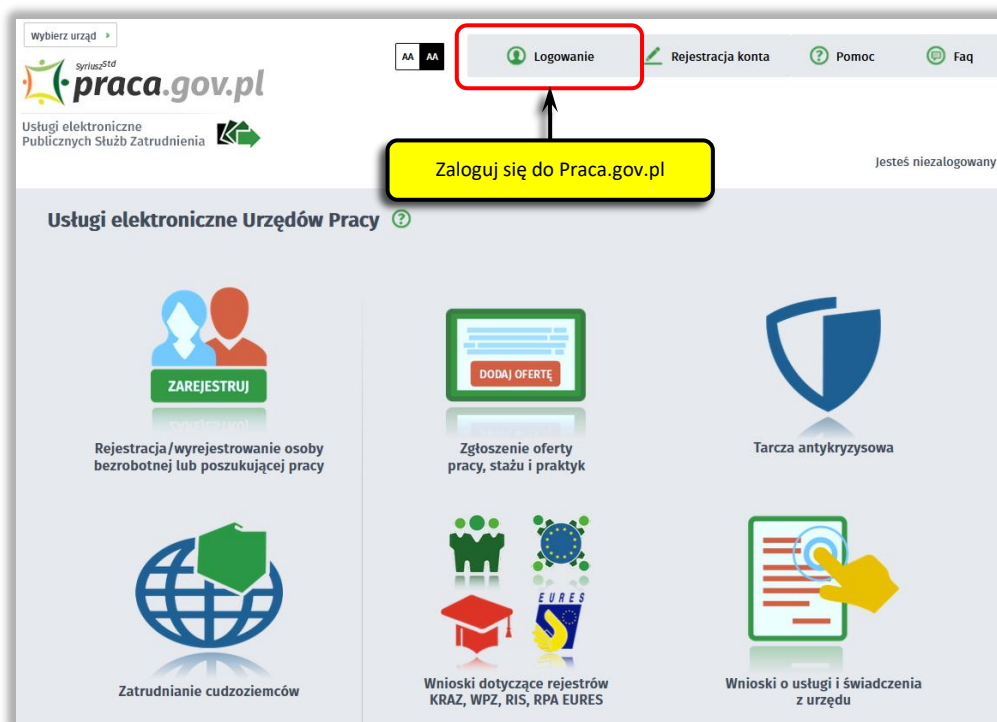 Wybierz urząd ›
AA AA
Logowanie
Rejestracja konta
Pomoc
Faq
Syriusz Std
praca.gov.pl
Usługi elektroniczne
Publicznych Służb Zatrudnienia
Zaloguj się do Praca.gov.pl
Jesteś niezalogowany
Usługi elektroniczne Urzędów Pracy
ZAREJESTRUJ
Rejestracja/wyrejestrowanie osoby
bezrobotnej lub poszukującej pracy
DODAJ OFERTĘ
Zgłoszenie oferty
pracy, stażu i praktyk
Tarcza antykryzysowa
Zatrudnianie cudzoziemców
EURES
Wnioski dotyczące rejestrów
KRAZ, WPZ, RIS, RPA EURES
Wnioski o usługi i świadczenia
z urzędu